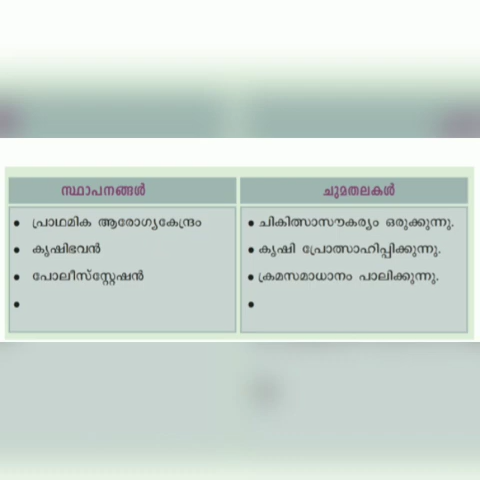 സ്ഥാപനങ്ങൾ
ചുമതലകൾ
• പ്രാഥമിക ആരോഗ്യകേന്ദ്രം
• ചികിത്സാസൗകര്യം ഒരുക്കുന്നു.
• കൃഷിഭവൻ
• കൃഷി പ്രോത്സാഹിപ്പിക്കുന്നു.
• പോലീസ്സ്റ്റേഷൻ
• ക്രമസമാധാനം പാലിക്കുന്നു.
•
•